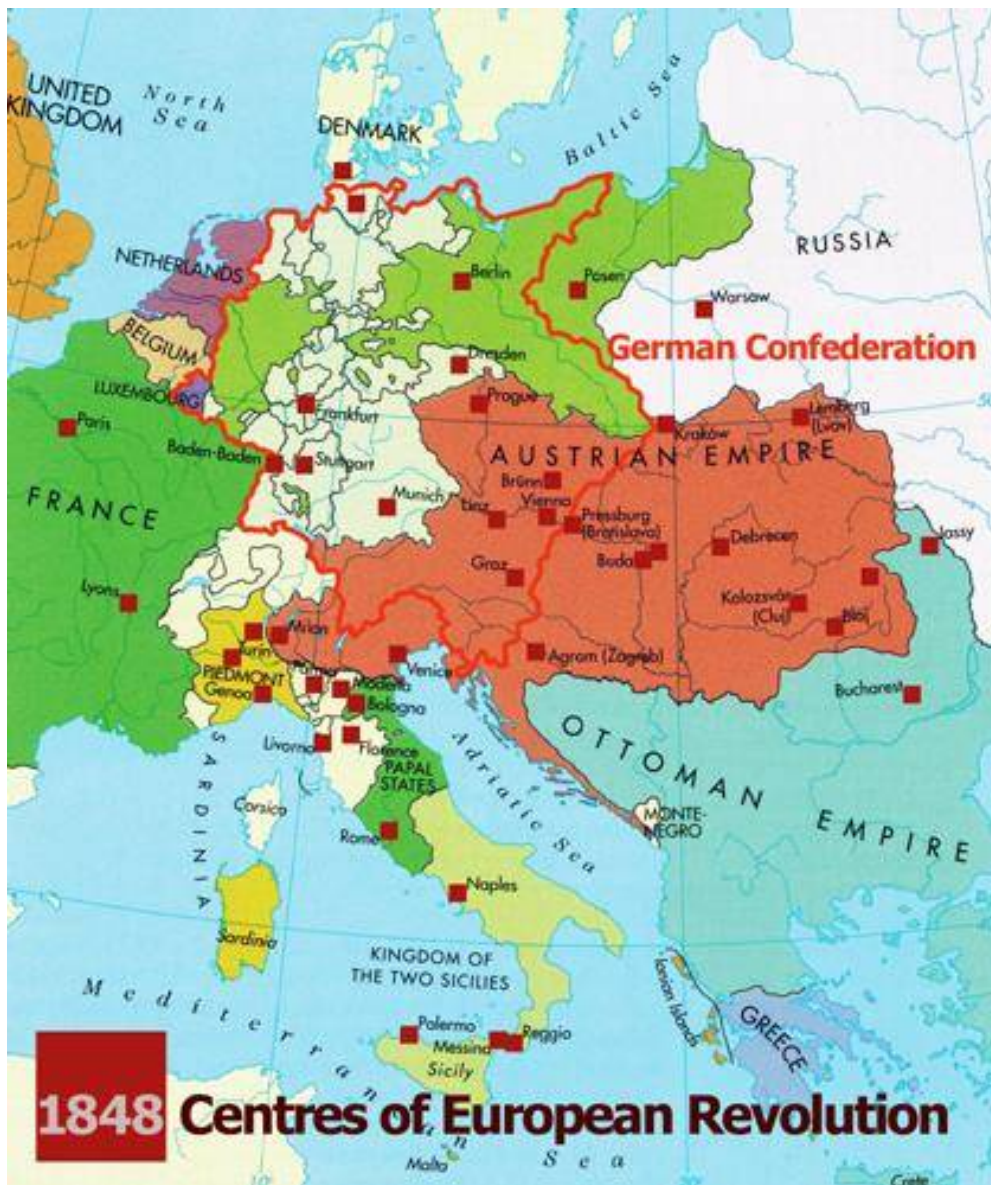 UNITED
KINGDOM
North
Sea
DENMARK
Baltic Sea
NETHERLANDS
RUSSIA
Berlin
Posen
Warsaw
BELGIUM
German Confederation
LUXEMBOURG
Dresden
Prague
Frankfurt
Paris
Kraków
Lemberg
(Lvov)
Baden-Baden
Stuttgart
AUSTRIAN EMPIRE
FRANCE
Munich
Brünn
Linz
Vienna
Pressburg
(Bratislava)
Debrecen
Jassy
Buda
Graz
Lyons
Kolozsvár
(Cluj)
Blaj
Milan
Turin
Agram (Zagreb)
Venice
PIEDMONT
Parma
Modena
Genoa
Bologna
Bucharest
Livorno
Florence
PAPAL
STATES
Adriatic Sea
OTTOMAN EMPIRE
SARDINIA
Corsica
MONTE-
NEGRO
Rome
Naples
Sardinia
KINGDOM OF
THE TWO SICILIES
Ionian Islands
Mediterranean Sea
Palermo
Messina
Reggio
Sicily
GREECE
1848 Centres of European Revolution
Malta
10°
Crete